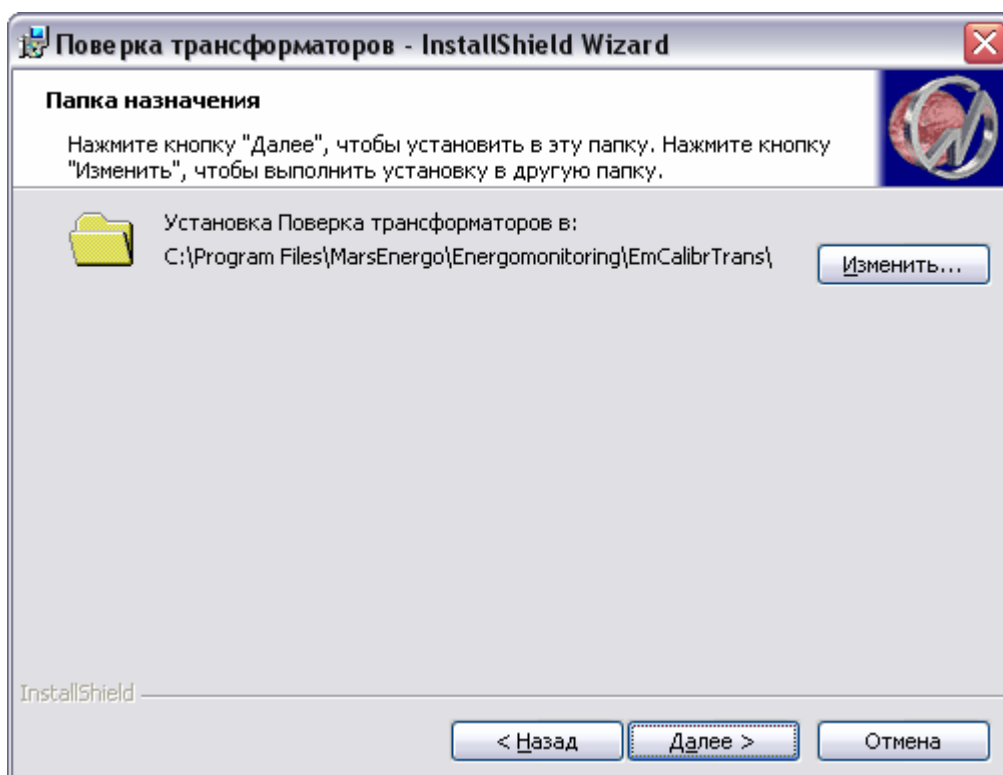 Поверка трансформаторов - InstallShield Wizard
Папка назначения
Нажмите кнопку "Далее", чтобы установить в эту папку. Нажмите кнопку
"Изменить", чтобы выполнить установку в другую папку.
Установка Поверка трансформаторов в:
C:\Program Files\MarsEnergo\Energomonitoring\EmCalibrTrans\
Изменить...
InstallShield
< Назад
Далее >
Отмена